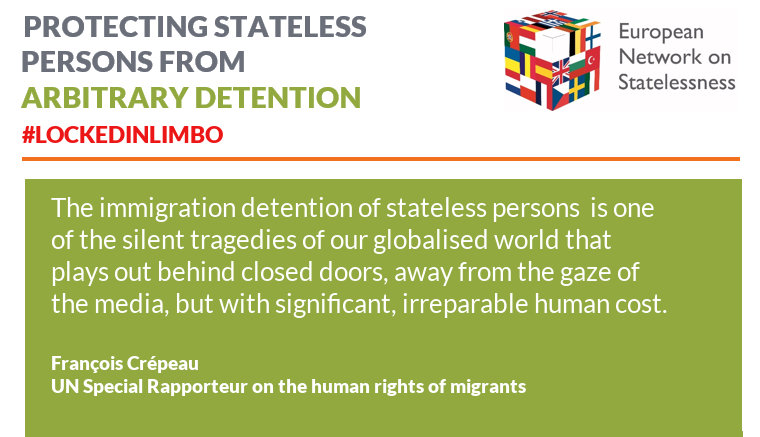 PROTECTING STATELESS
PERSONS FROM
ARBITRARY DETENTION
#LOCKEDINLIMBO
European
Network on
Statelessness
The immigration detention of stateless persons  is one
of the silent tragedies of our globalised world that
plays out behind closed doors, away from the gaze of
the media, but with significant, irreparable human cost.
François Crépeau
UN Special Rapporteur on the human rights of migrants